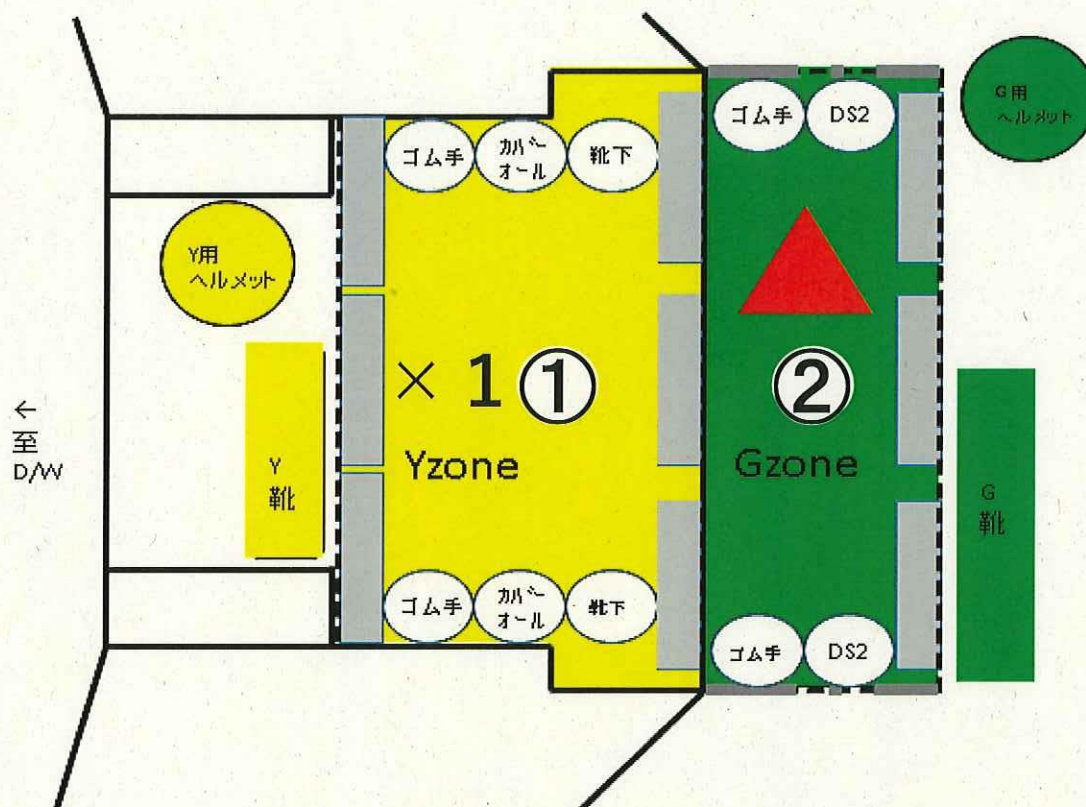 G用
ヘルメット
ゴム手
DS2
ゴム手
カバー
オール
靴下
Y用
ヘルメット
←
至
D/W
Y
靴
× 1 ①
Yzone
②
Gzone
G
靴
ゴム手
カバー
オール
靴下
ゴム手
DS2